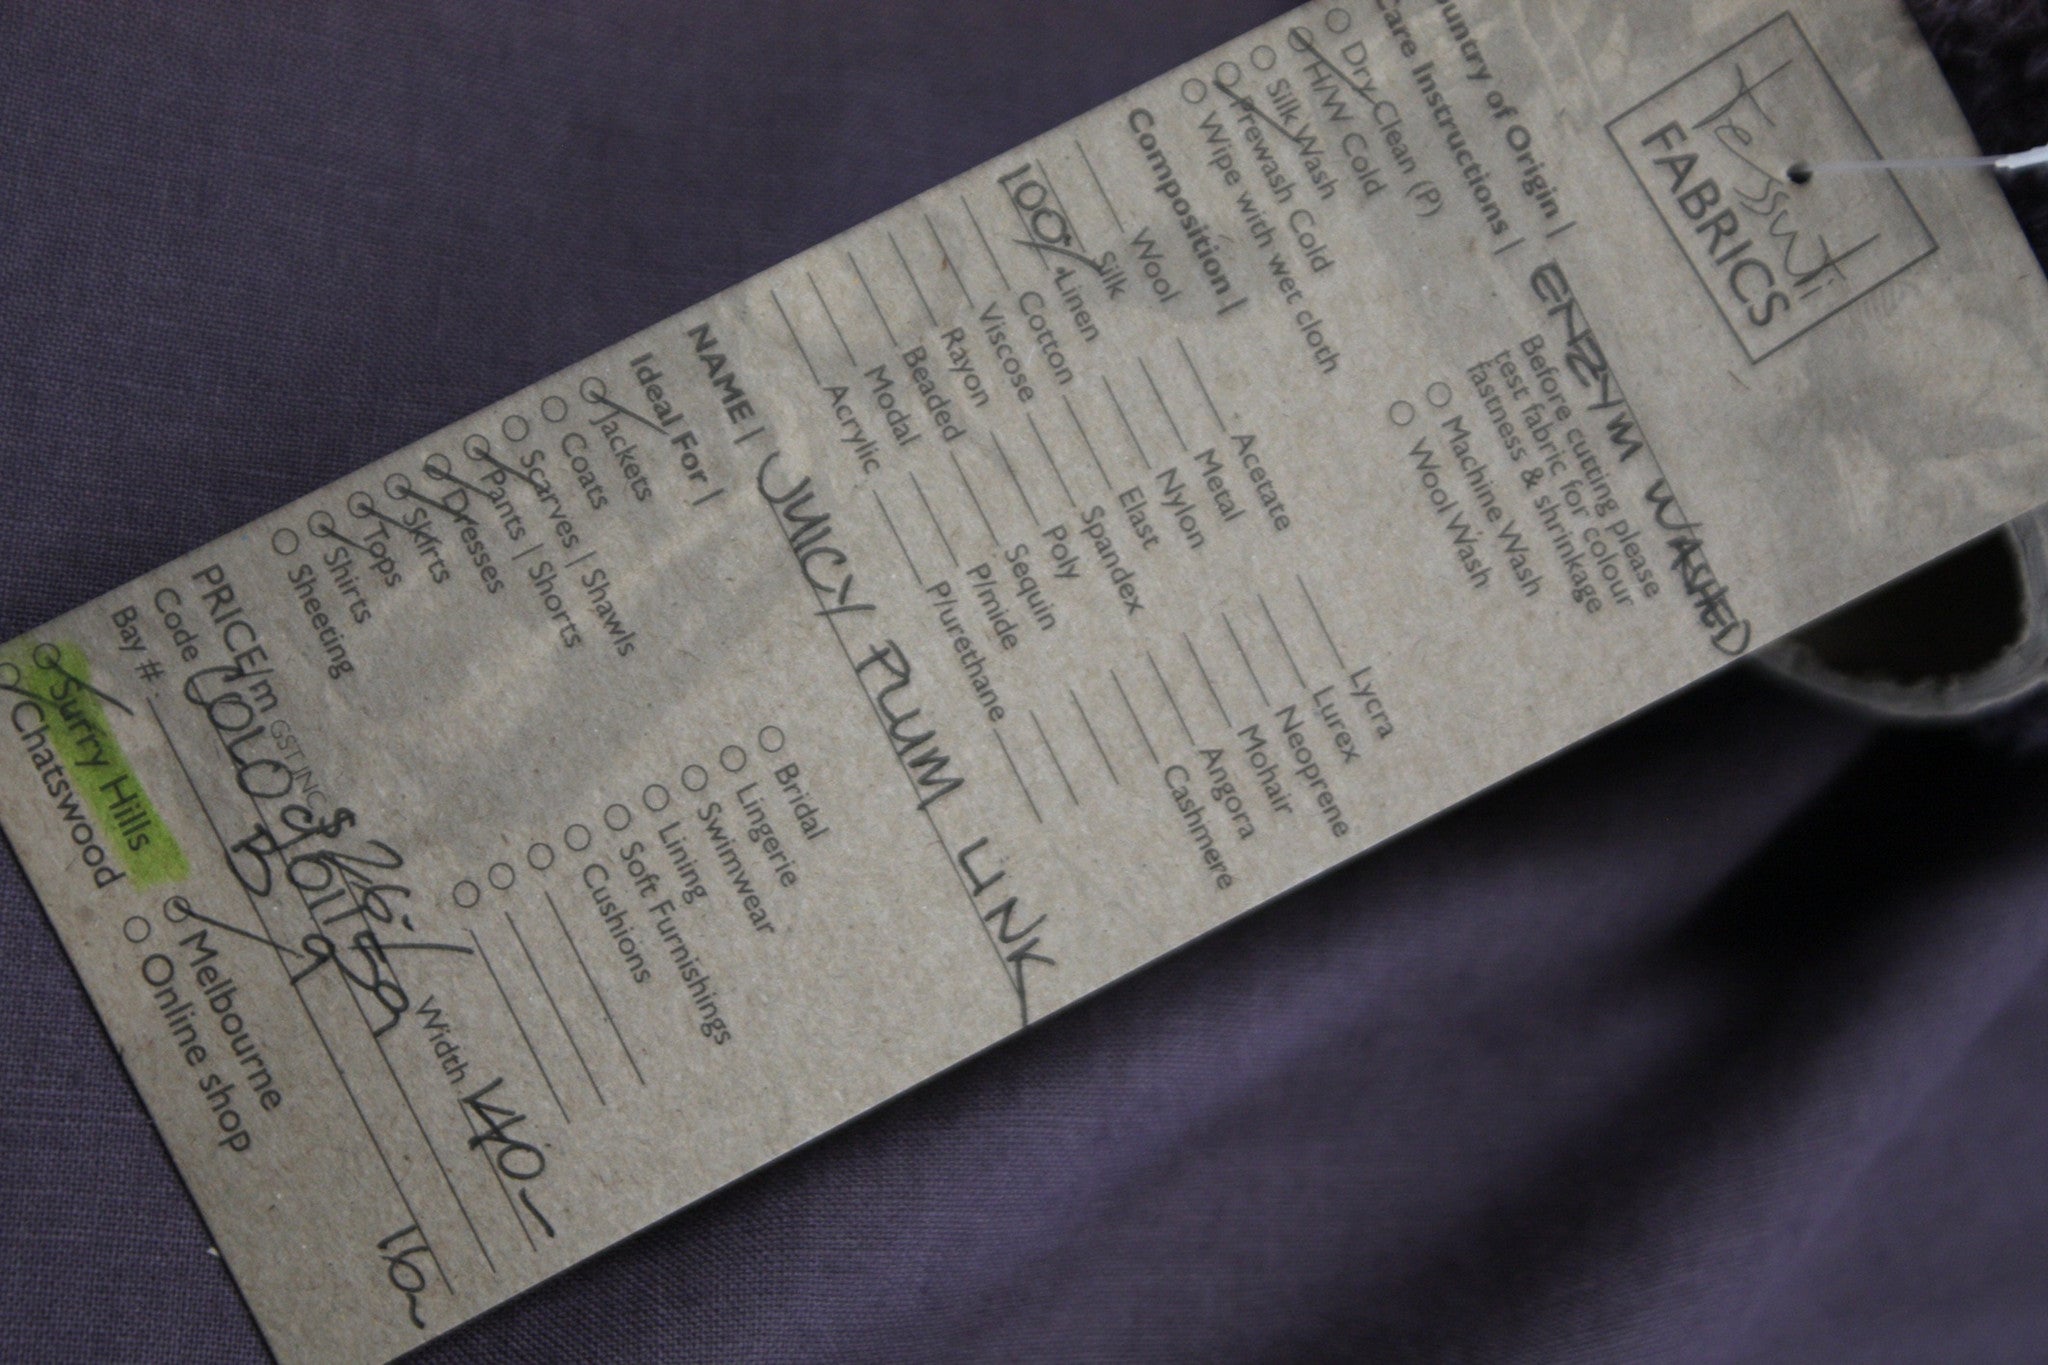 Tessuti
FABRICS
ountry of Origin | ENZYM WASHED
Care Instructions |
Before cutting please
test fabric for colour
fastness & shrinkage
Dry Clean (P)
H/W Cold
Silk Wash
Prewash Cold
Wipe with wet cloth
Machine Wash
Wool Wash
Composition |
Wool
Silk
100% Linen
Cotton
Viscose
Rayon
Beaded
Modal
Acrylic
Acetate
Metal
Nylon
Elast
Spandex
Poly
Sequin
P/mide
P/urethane
Lycra
Lurex
Neoprene
Mohair
Angora
Cashmere
NAME | JUICY PLUM LINK
Ideal For |
Jackets
Coats
Scarves | Shawls
Pants | Shorts
Dresses
Skirts
Tops
Shirts
Sheeting
Bridal
Lingerie
Swimwear
Lining
Soft Furnishings
Cushions
PRICE/m GST INC Width 140-
Code
Bay #
Surry Hills
Chatswood
Melbourne
Online shop